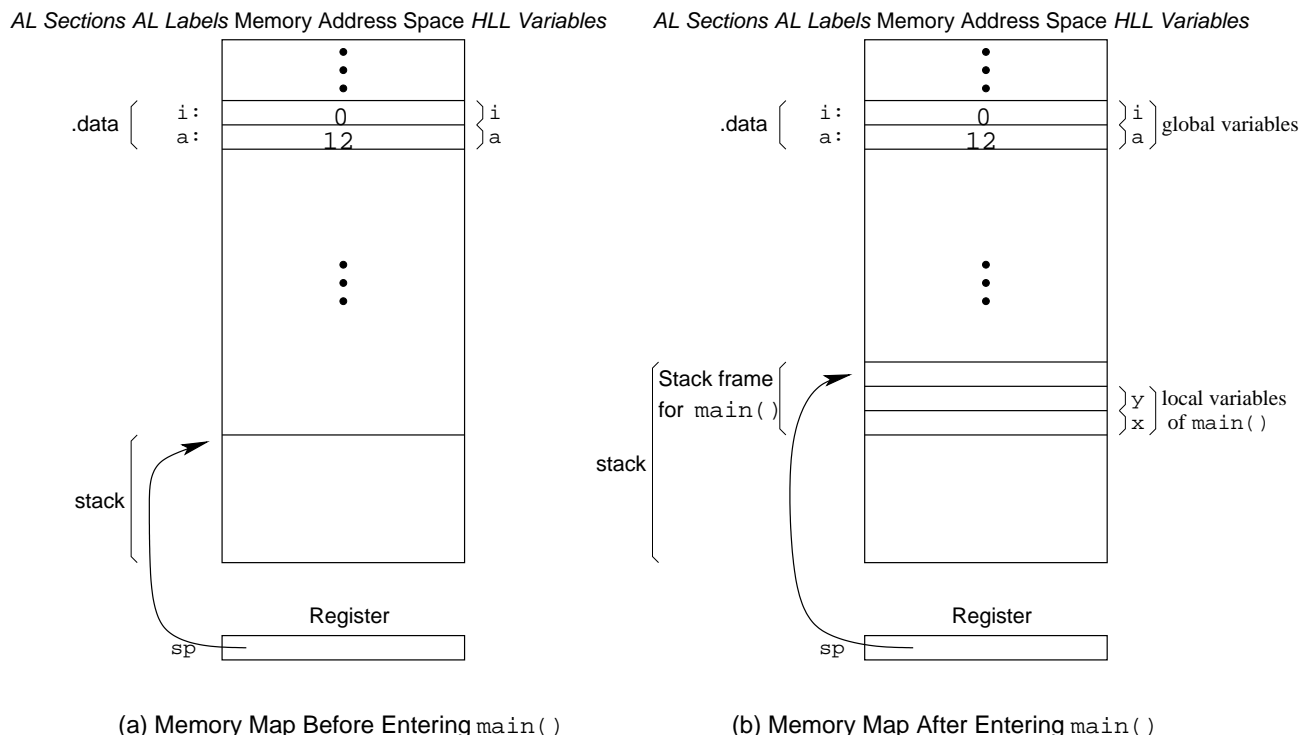 AL Sections AL Labels Memory Address Space HLL Variables
.data
i:
0
i
a:
12
a
stack
Register
sp
(a) Memory Map Before Entering main()
AL Sections AL Labels Memory Address Space HLL Variables
.data
i:
0
i
a:
12
a
global variables
Stack frame
for main()
y
local variables
x
of main()
stack
Register
sp
(b) Memory Map After Entering main()